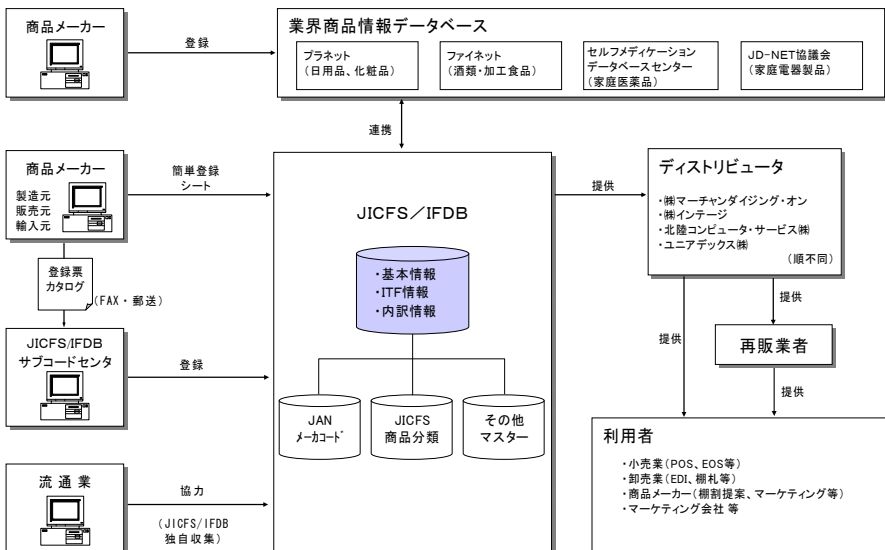 商品メーカー
登録
業界商品情報データベース
プラネット
(日用品、化粧品)
ファイネット
(酒類・加工食品)
セルフメディケーション
データベースセンター
(家庭医薬品)
JD-NET協議会
(家庭電器製品)
連携
商品メーカー
製造元
販売元
輸入元
簡単登録
シート
登録票
カタログ
(FAX・郵送)
JICFS/IFDB
サブコードセンタ
登録
流通業
協力
(JICFS/IFDB
独自収集)
JICFS/IFDB
・基本情報
・ITF情報
・内訳情報
JAN
メーカコード
JICFS
商品分類
その他
マスター
提供
ディストリビュータ
・㈱マーチャンダイジング・オン
・㈱インテージ
・北陸コンピュータ・サービス㈱
・ユニアデックス㈱
(順不同)
提供
提供
再販業者
提供
利用者
・小売業(POS、EOS等)
・卸売業(EDI、棚札等)
・商品メーカー(棚割提案、マーケティング等)
・マーケティング会社 等